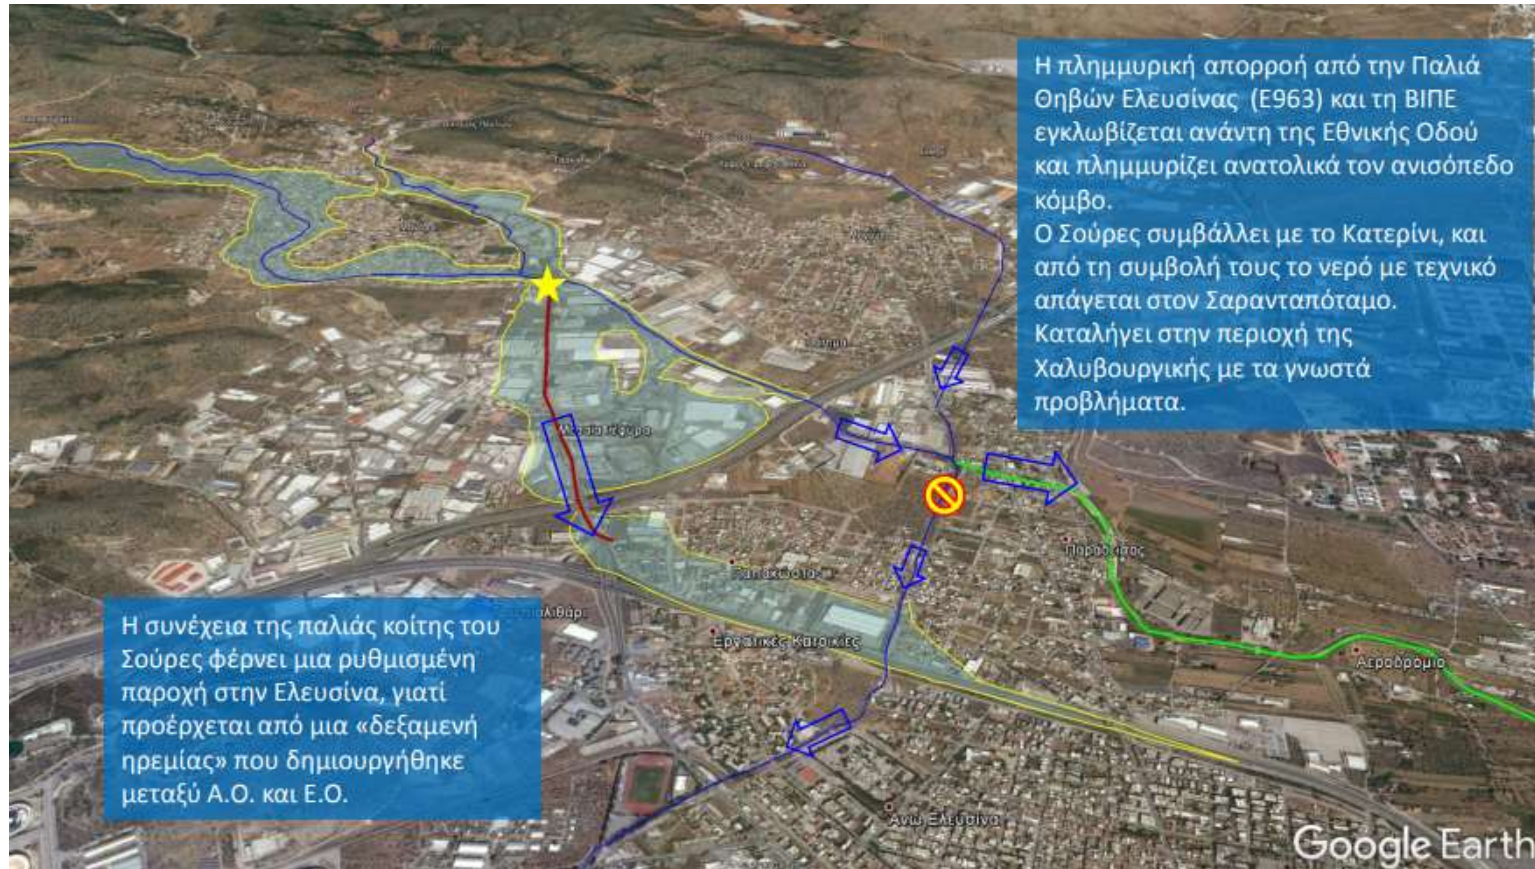 Η πλημμυρική απορροή από την Παλιά
Θηβών Ελευσίνας (Ε963) και τη ΒΙΠΕ
εγκλωβίζεται ανάντη της Εθνικής Οδού
και πλημμυρίζει ανατολικά τον ανισόπεδο
κόμβο.
Ο Σούρες συμβάλλει με το Κατερίνι, και
από τη συμβολή τους το νερό με τεχνικό
απάγεται στον Σαρανταπόταμο.
Καταλήγει στην περιοχή της
Χαλυβουργικής με τα γνωστά
προβλήματα.
Παράδεισος
Εργατικές Κατοικίες
Αεροδρόμιο
Η συνέχεια της παλιάς κοίτης του
Σούρες φέρνει μια ρυθμισμένη
παροχή στην Ελευσίνα, γιατί
προέρχεται από μια «δεξαμενή
ηρεμίας» που δημιουργήθηκε
μεταξύ Α.Ο. και Ε.Ο.
Άνω Ελευσίνα
Google Earth